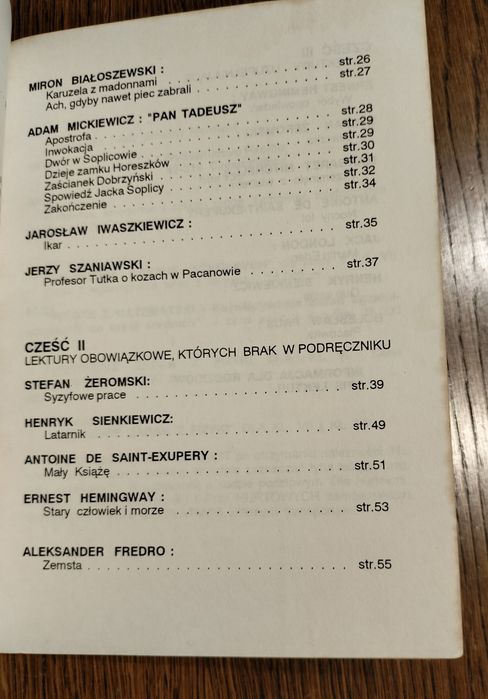 MIRON BIAŁOSZEWSKI :
Karuzela z madonnami . . . . . . . . . . . . . . . . . . str.26
Ach, gdyby nawet piec zabrali . . . . . . . . . . . . . . str.27
ADAM MICKIEWICZ : "PAN TADEUSZ"
Apostrofa . . . . . . . . . . . . . . . . . . . . . . . . str.28
Inwokacja . . . . . . . . . . . . . . . . . . . . . . . . str.29
Dwór w Soplicowie . . . . . . . . . . . . . . . . . . . . str.29
Dzieje zamku Horeszków . . . . . . . . . . . . . . . . . str.30
Zaścianek Dobrzyński . . . . . . . . . . . . . . . . . . str.31
Spowiedź Jacka Soplicy . . . . . . . . . . . . . . . . . str.32
Zakończenie . . . . . . . . . . . . . . . . . . . . . . . str.34
JAROSŁAW IWASZKIEWICZ :
Ikar . . . . . . . . . . . . . . . . . . . . . . . . . . str.35
JERZY SZANIAWSKI :
Profesor Tutka o kozach w Pacanowie . . . . . . . . . . . str.37
CZEŚĆ II
LEKTURY OBOWIĄZKOWE, KTÓRYCH BRAK W PODRĘCZNIKU
STEFAN ŻEROMSKI:
Syzyfowe prace . . . . . . . . . . . . . . . . . . . . . str.39
HENRYK SIENKIEWICZ:
Latarnik . . . . . . . . . . . . . . . . . . . . . . . . str.49
ANTOINE DE SAINT-EXUPERY :
Mały Książę . . . . . . . . . . . . . . . . . . . . . . . str.51
ERNEST HEMINGWAY :
Stary człowiek i morze . . . . . . . . . . . . . . . . . str.53
ALEKSANDER FREDRO :
Zemsta . . . . . . . . . . . . . . . . . . . . . . . . . str.55